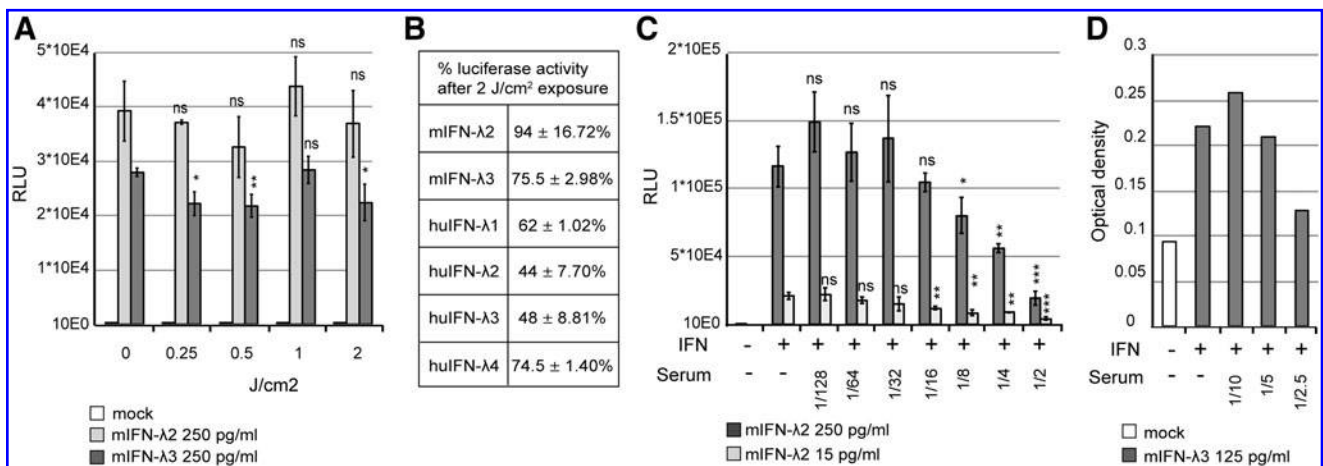 A
5*10E4
4*10E4
3*10E4
2*10E4
1*10E4
10E0
RLU
ns
ns
ns
ns
ns
*
**
*
0 0.25 0.5 1 2
J/cm2
mock
mIFN-λ2 250 pg/ml
mIFN-λ3 250 pg/ml
B
% luciferase activity
after 2 J/cm² exposure
mIFN-λ2 94 ± 16.72%
mIFN-λ3 75.5 ± 2.98%
huIFN-λ1 62 ± 1.02%
huIFN-λ2 44 ± 7.70%
huIFN-λ3 48 ± 8.81%
huIFN-λ4 74.5 ± 1.40%
C
2*10E5
1.5*10E5
1*10E5
5*10E4
10E0
RLU
ns ns ns ns * ** ***
ns ns ns ** ** ** ***
IFN - + + + + + + + +
Serum - - 1/128 1/64 1/32 1/16 1/8 1/4 1/2
mIFN-λ2 250 pg/ml
mIFN-λ2 15 pg/ml
D
0.3
0.25
0.2
0.15
0.1
0.05
0
Optical density
IFN - + + + +
Serum - - 1/10 1/5 1/2.5
mock
mIFN-λ3 125 pg/ml